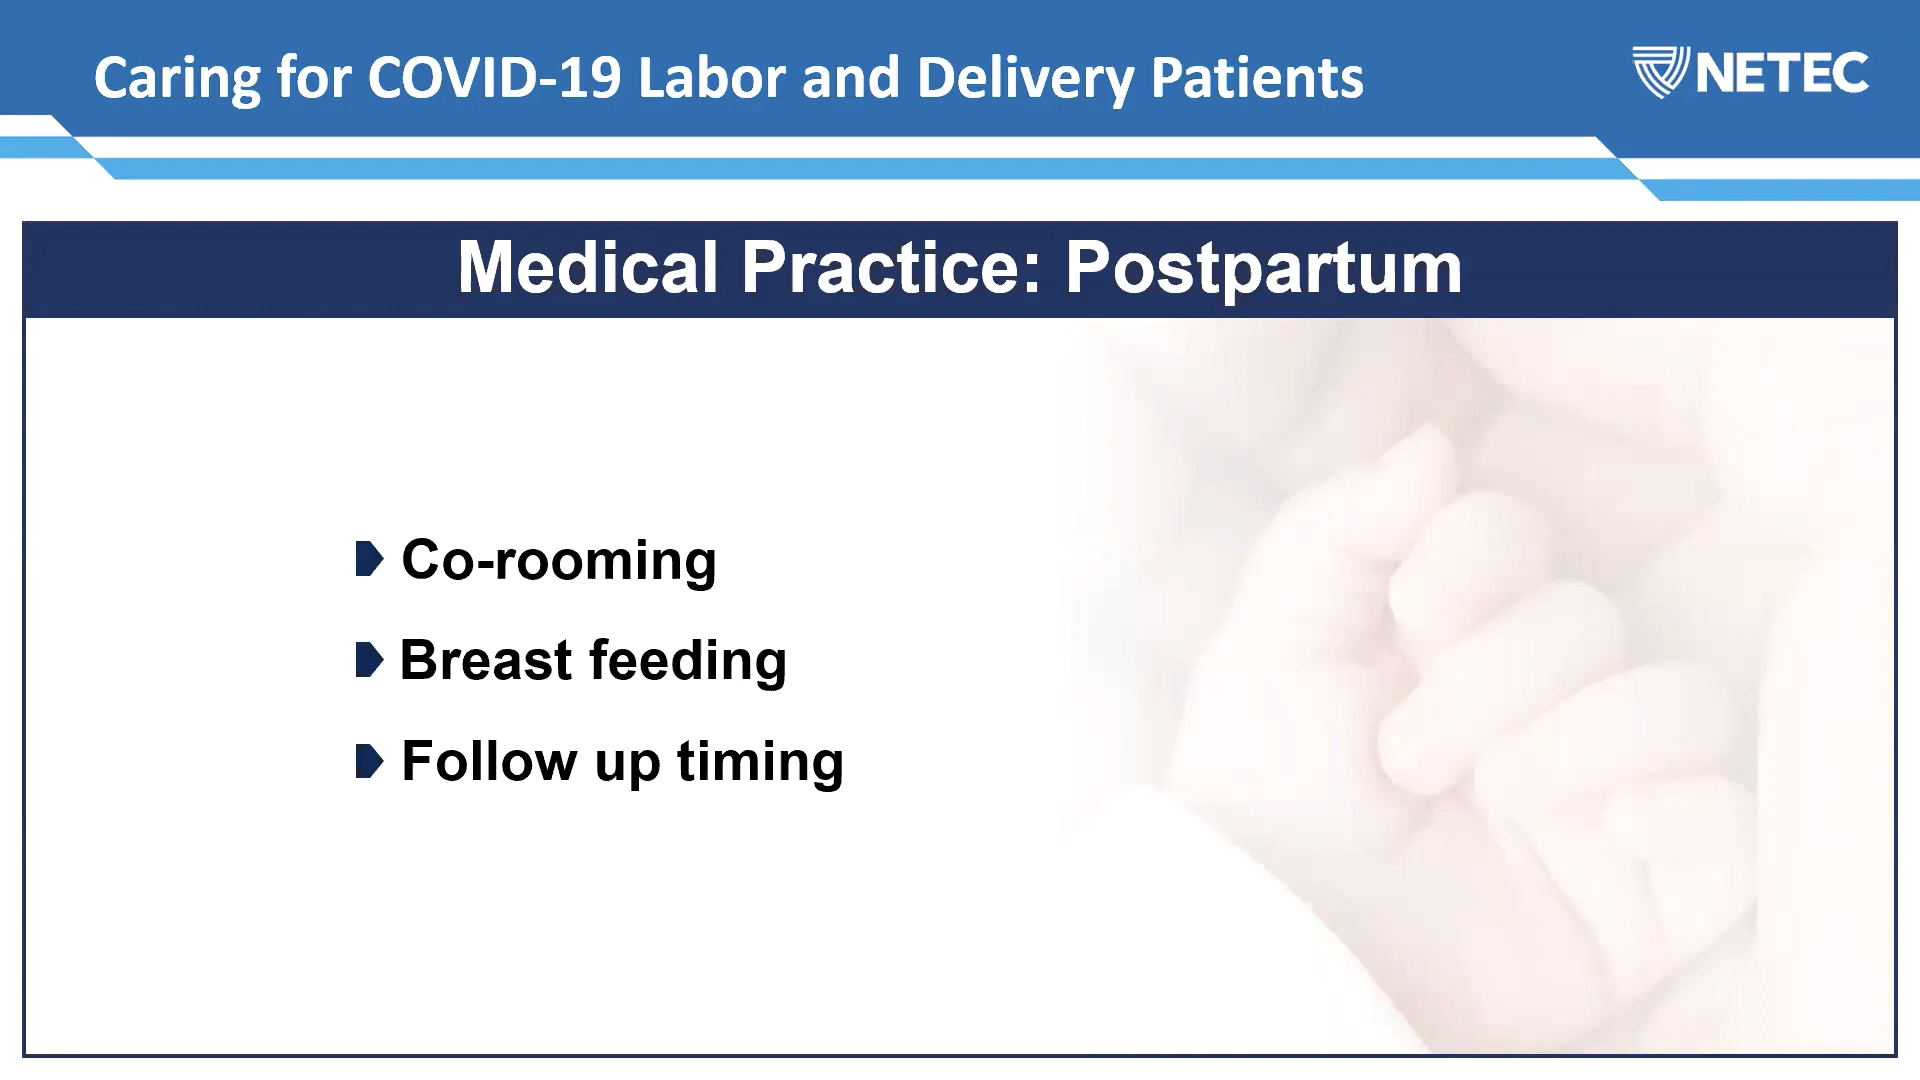 Caring for COVID-19 Labor and Delivery Patients
NETEC
Medical Practice: Postpartum
Co-rooming
Breast feeding
Follow up timing